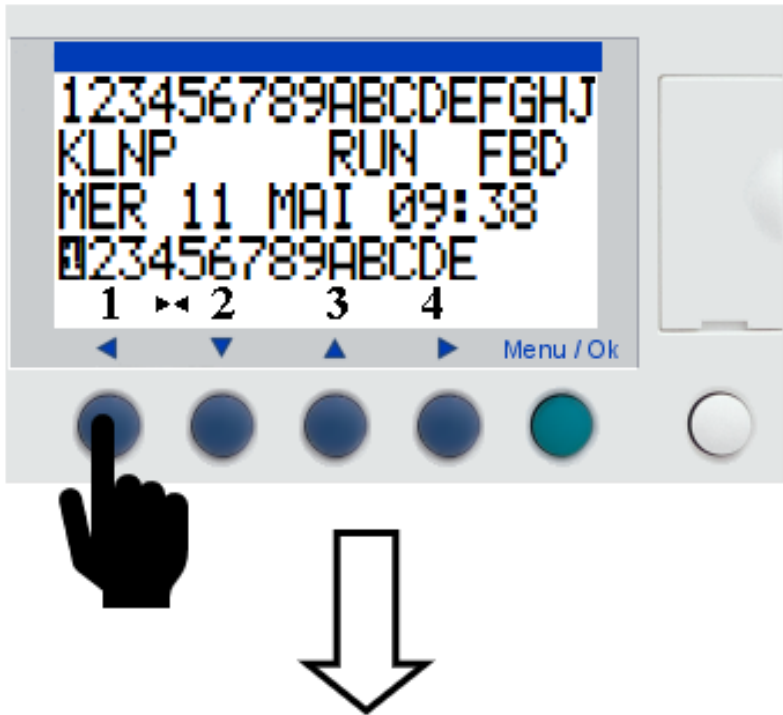 123456789ABCDEFGHJ
KLNP RUN FBD
MER 11 MAI 09:38
123456789ABCDE
1 2 3 4
Menu / Ok